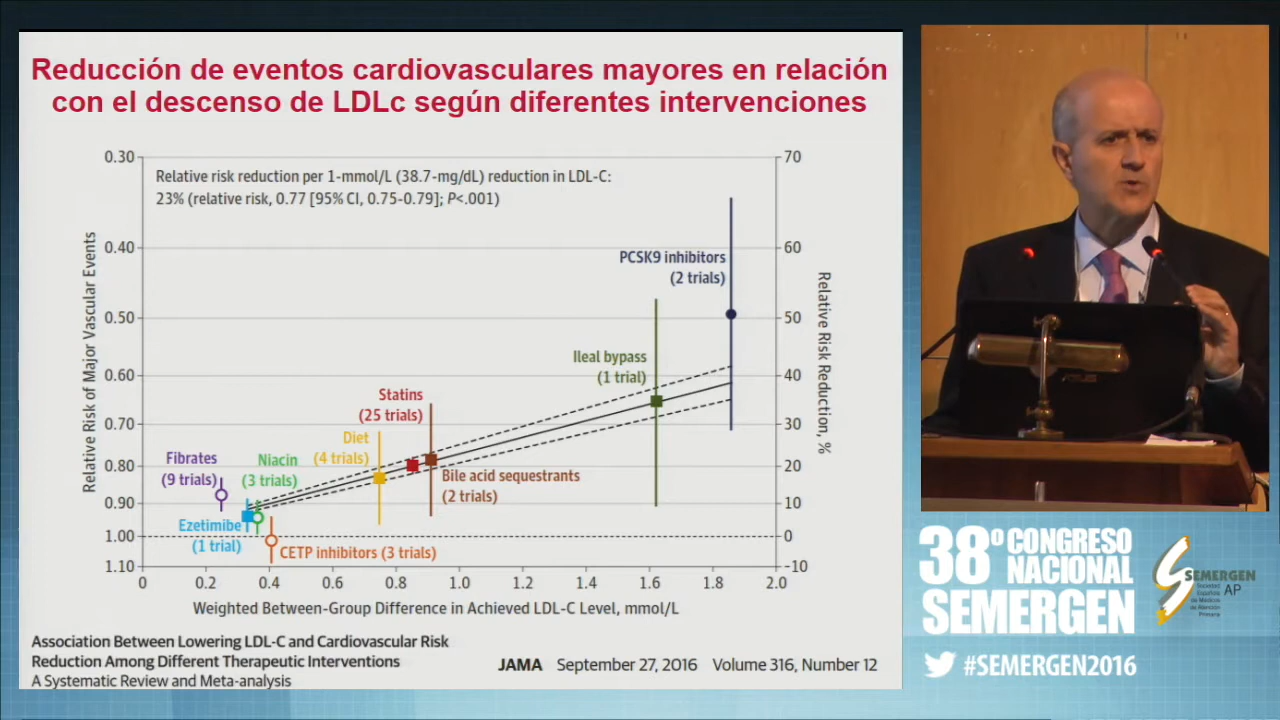 Reducción de eventos cardiovasculares mayores en relación
con el descenso de LDLc según diferentes intervenciones
Relative risk reduction per 1-mmol/L (38.7-mg/dL) reduction in LDL-C:
23% (relative risk, 0.77 [95% CI, 0.75-0.79]; P<.001)
Relative Risk of Major Vascular Events
0.30
0.40
0.50
0.60
0.70
0.80
0.90
1.00
1.10
PCSK9 inhibitors
(2 trials)
Ileal bypass
(1 trial)
Statins
(25 trials)
Diet
(4 trials)
Fibrates
(9 trials)
Niacin
(3 trials)
Bile acid sequestrants
(2 trials)
Ezetimibe
(1 trial)
CETP inhibitors (3 trials)
70
60
50
40
30
20
10
0
-10
Relative Risk Reduction, %
0 0.2 0.4 0.6 0.8 1.0 1.2 1.4 1.6 1.8 2.0
Weighted Between-Group Difference in Achieved LDL-C Level, mmol/L
Association Between Lowering LDL-C and Cardiovascular Risk
Reduction Among Different Therapeutic Interventions
A Systematic Review and Meta-analysis
JAMA September 27, 2016 Volume 316, Number 12
38º CONGRESO
NACIONAL
SEMERGEN
#SEMERGEN2016
SEMERGEN
AP
Sociedad
Española
de Médicos
de Atención
Primaria